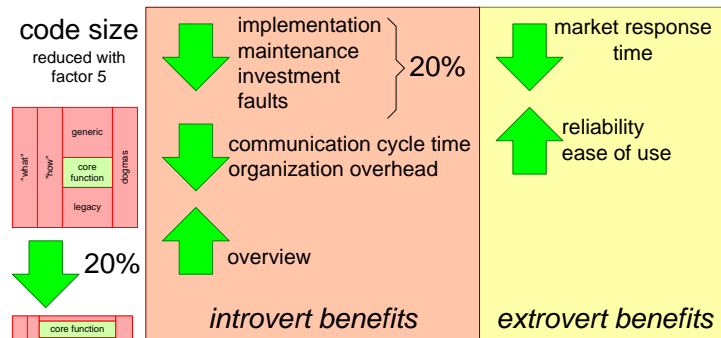 code size
reduced with
factor 5
"what"
"how"
generic
core
function
legacy
dogmas
20%
core function
implementation
maintenance
investment
faults
20%
communication cycle time
organization overhead
overview
introvert benefits
market response
time
reliability
ease of use
extrovert benefits